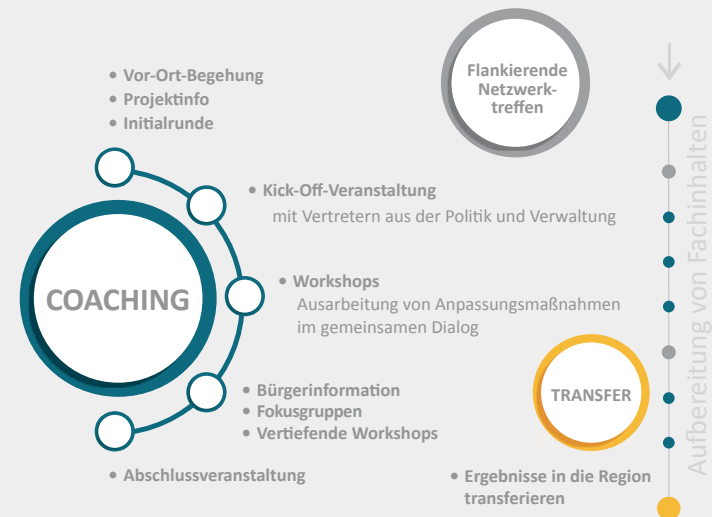 • Vor-Ort-Begehung
• Projektinfo
• Initialrunde
Flankierende
Netzwerk-
treffen
• Kick-Off-Veranstaltung
mit Vertretern aus der Politik und Verwaltung
COACHING
• Workshops
Ausarbeitung von Anpassungsmaßnahmen
im gemeinsamen Dialog
• Bürgerinformation
• Fokusgruppen
• Vertiefende Workshops
• Abschlussveranstaltung
TRANSFER
• Ergebnisse in die Region
transferieren
Aufbereitung von Fachinhalten